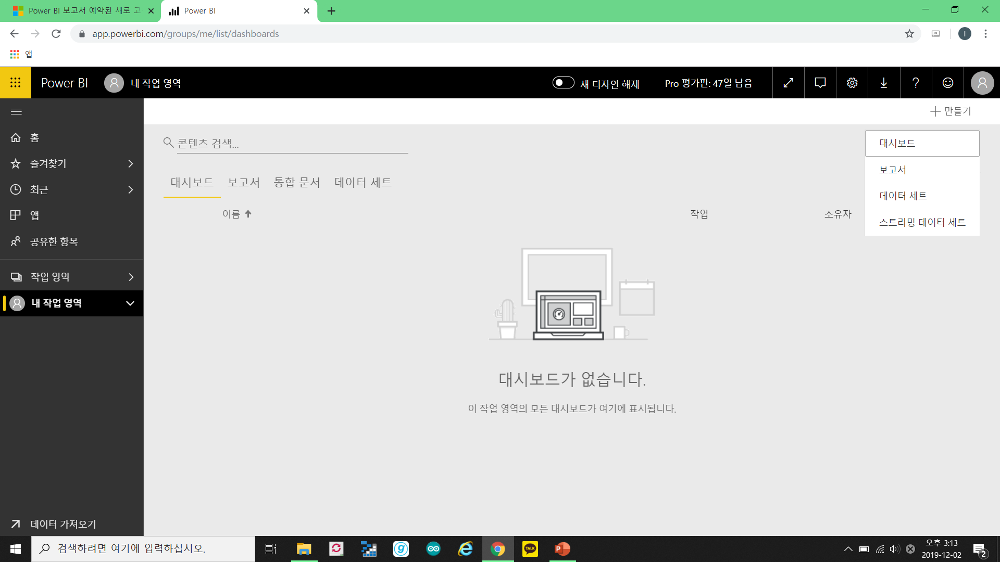 Power BI 보고서 예약된 새로 고
Power BI
app.powerbi.com/groups/me/list/dashboards
앱
Power BI 내 작업 영역 새 디자인 해제 Pro 평가판: 47일 남음
만들기
홈
즐겨찾기
최근
앱
공유한 항목
작업 영역
내 작업 영역
데이터 가져오기
콘텐츠 검색...
대시보드 보고서 통합 문서 데이터 세트
이름 작업 소유자
대시보드
보고서
데이터 세트
스트리밍 데이터 세트
대시보드가 없습니다.
이 작업 영역의 모든 대시보드가 여기에 표시됩니다.
검색하려면 여기에 입력하십시오.
TALK
오후 3:13
2019-12-02
2